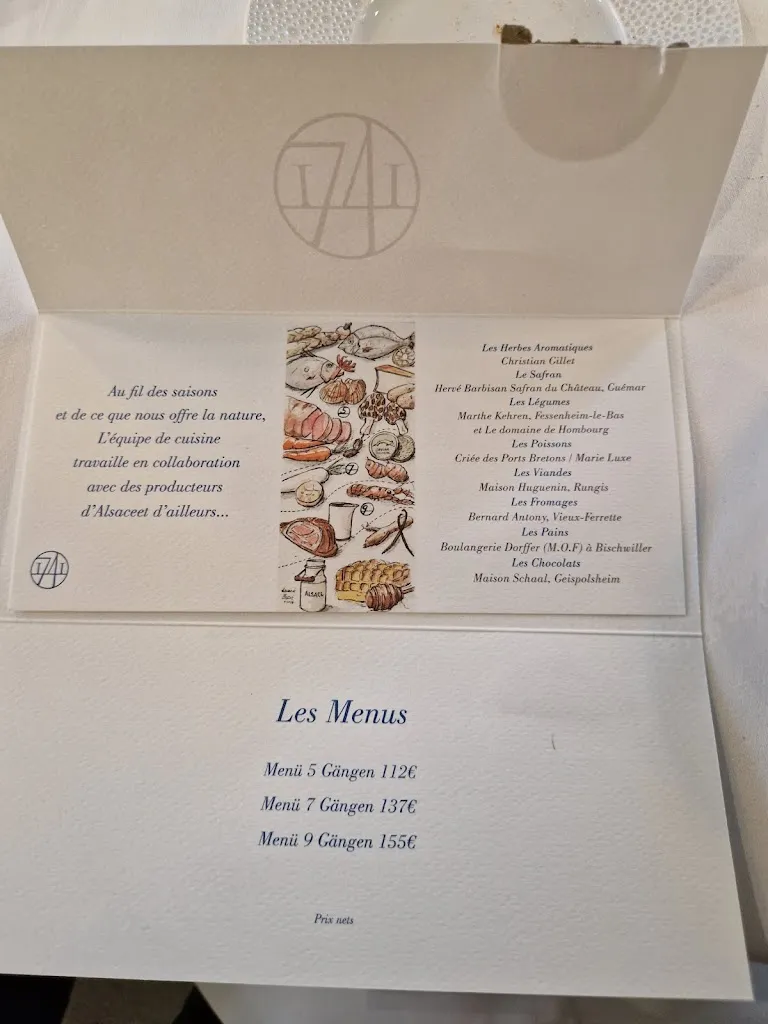 1741
Au fil des saisons
et de ce que nous offre la nature,
L'équipe de cuisine
travaille en collaboration
avec des producteurs
d'Alsaceet d'ailleurs...
1741
ALSACE
Les Herbes Aromatiques
Christian Gillet
Le Safran
Hervé Barbisan Safran du Château, Guémar
Les Légumes
Marthe Kehren, Fessenheim-le-Bas
et Le domaine de Hombourg
Les Poissons
Criée des Ports Bretons / Marie Luxe
Les Viandes
Maison Huguenin, Rungis
Les Fromages
Bernard Antony, Vieux-Ferrette
Les Pains
Boulangerie Dorffer (M.O.F) à Bischwiller
Les Chocolats
Maison Schaal, Geispolsheim
Les Menus
Menü 5 Gängen 112€
Menü 7 Gängen 137€
Menü 9 Gängen 155€
Prix nets